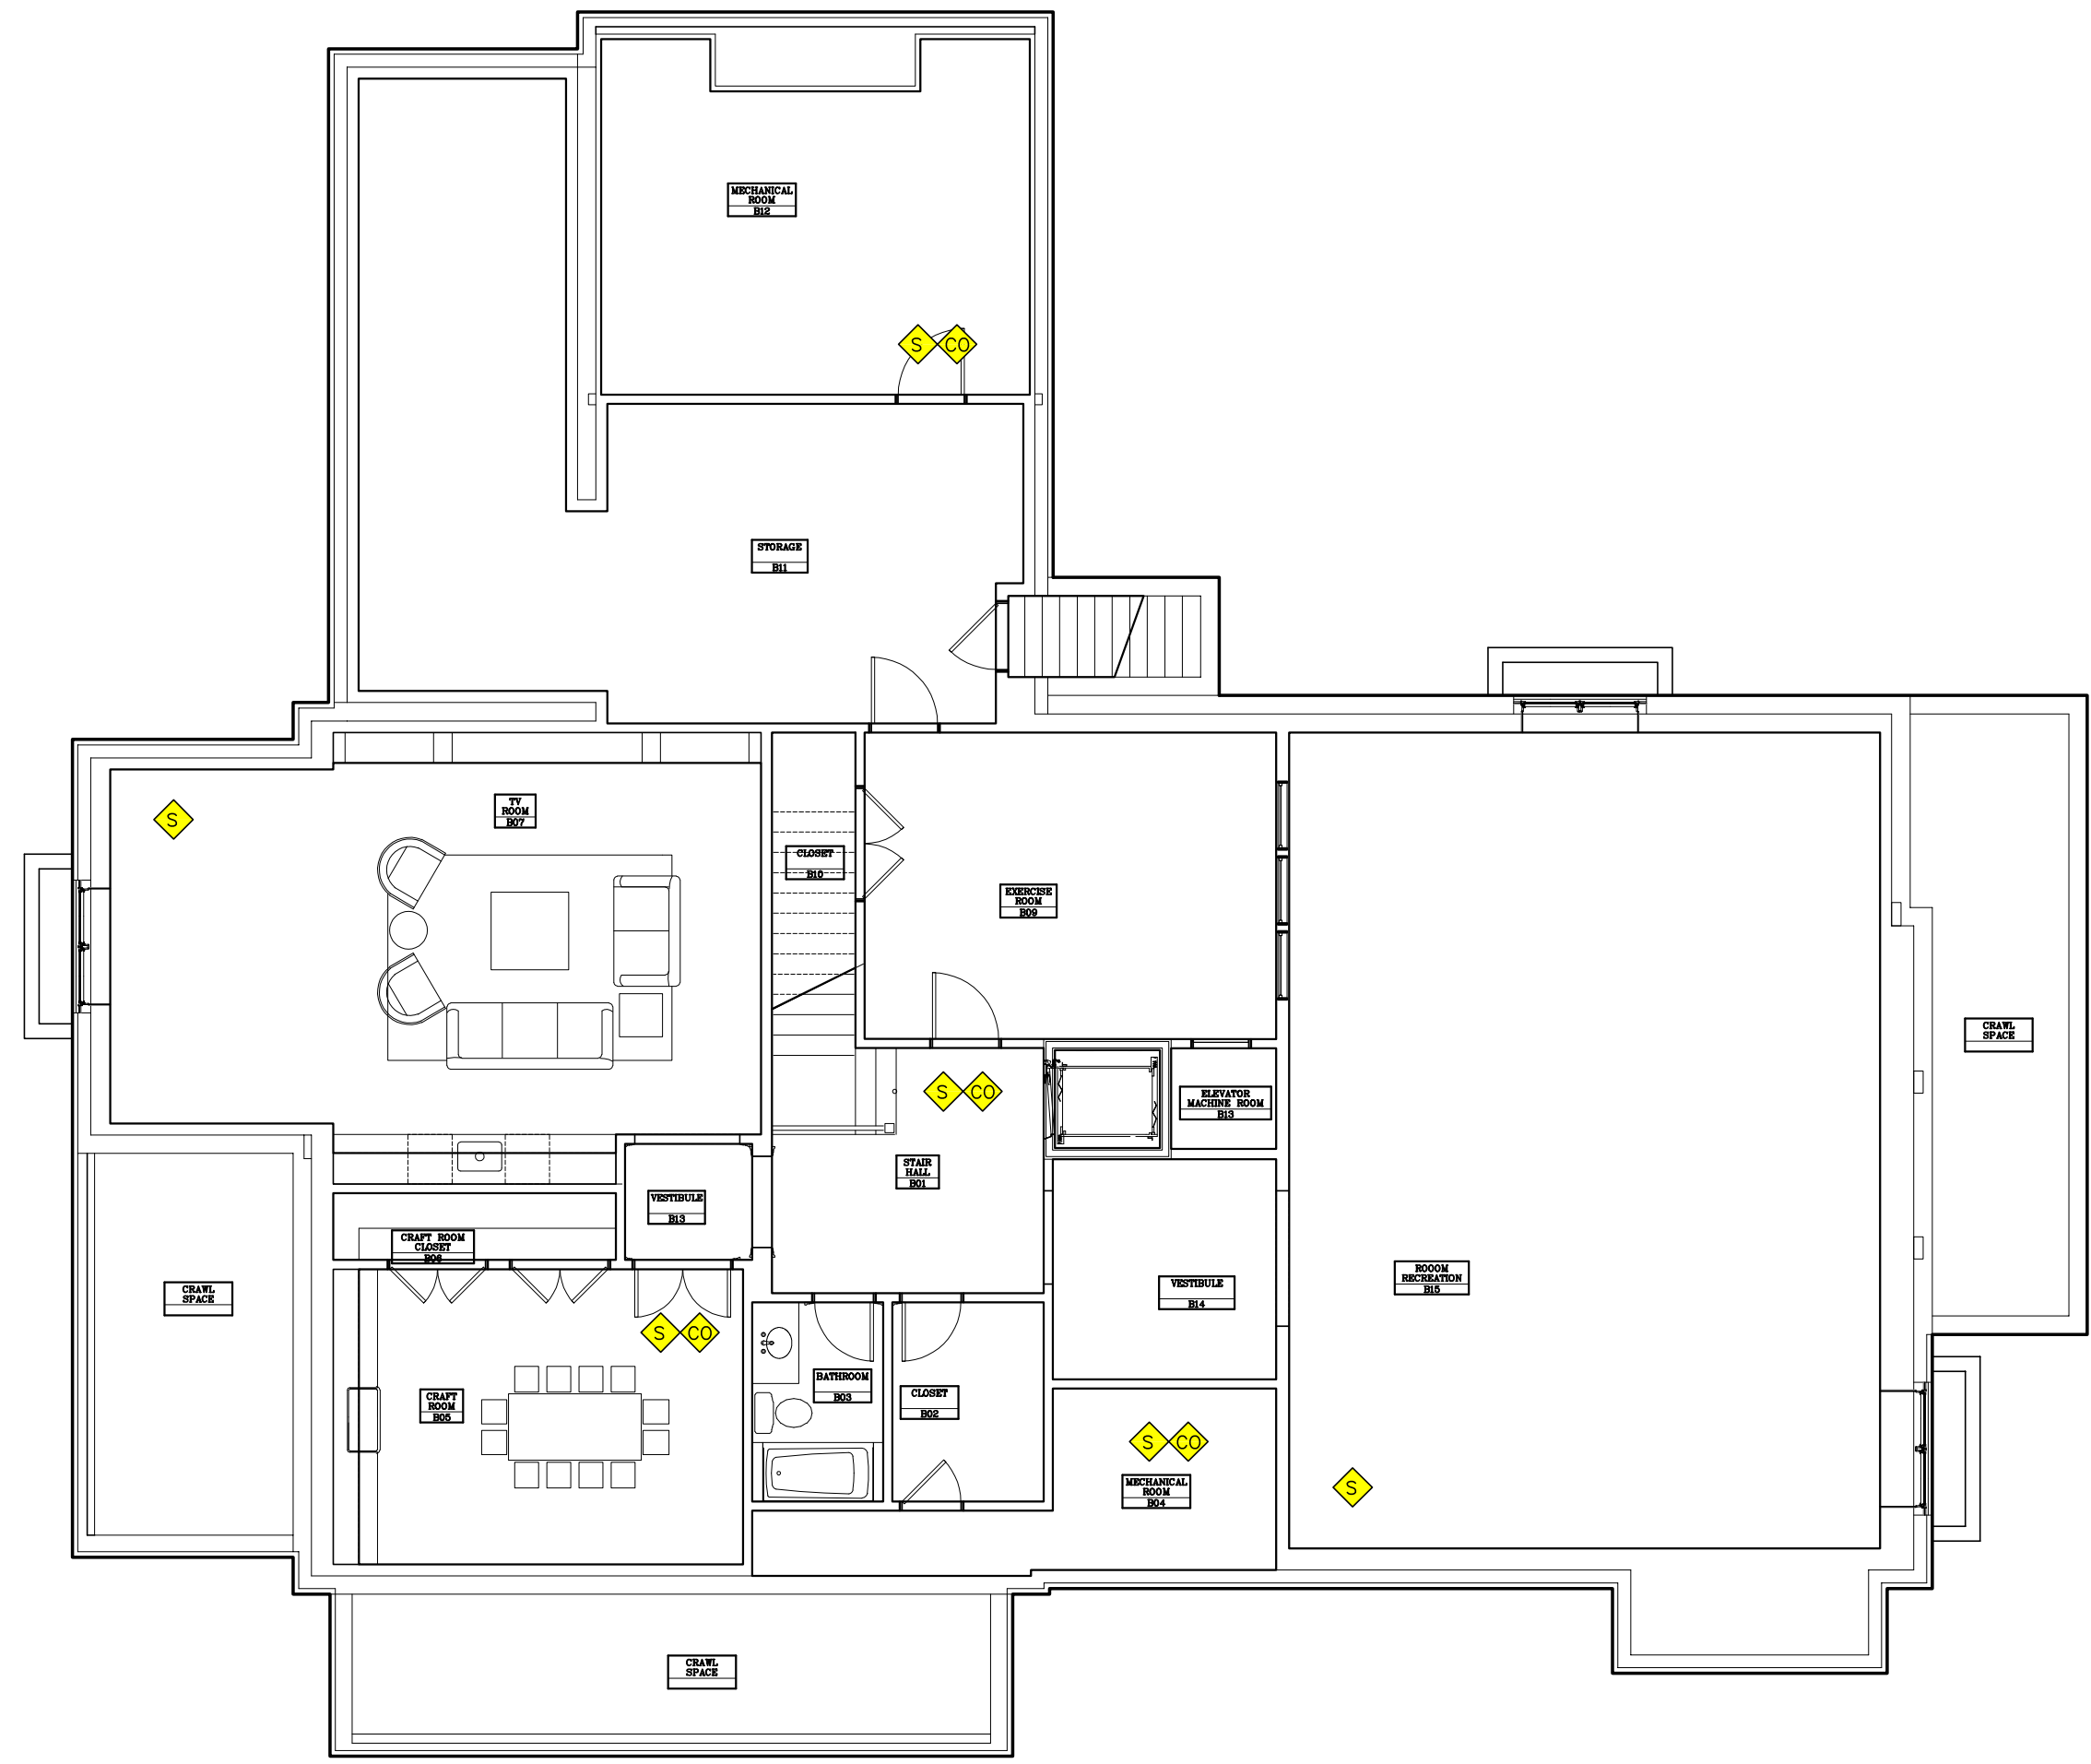 MECHANICAL
ROOM
B12
S CO
STORAGE
B11
TV
ROOM
B07
S
CLOSET
B10
EXERCISE
ROOM
B09
CRAWL
SPACE
S CO
ELEVATOR
MACHINE ROOM
B13
STAIR
HALL
B01
VESTIBULE
B13
CRAFT ROOM
CLOSET
B06
CRAWL
SPACE
VESTIBULE
B14
ROOOM
RECREATION
B15
S CO
CRAFT
ROOM
B05
BATHROOM
B03
CLOSET
B02
S CO
MECHANICAL
ROOM
B04
S
CRAWL
SPACE